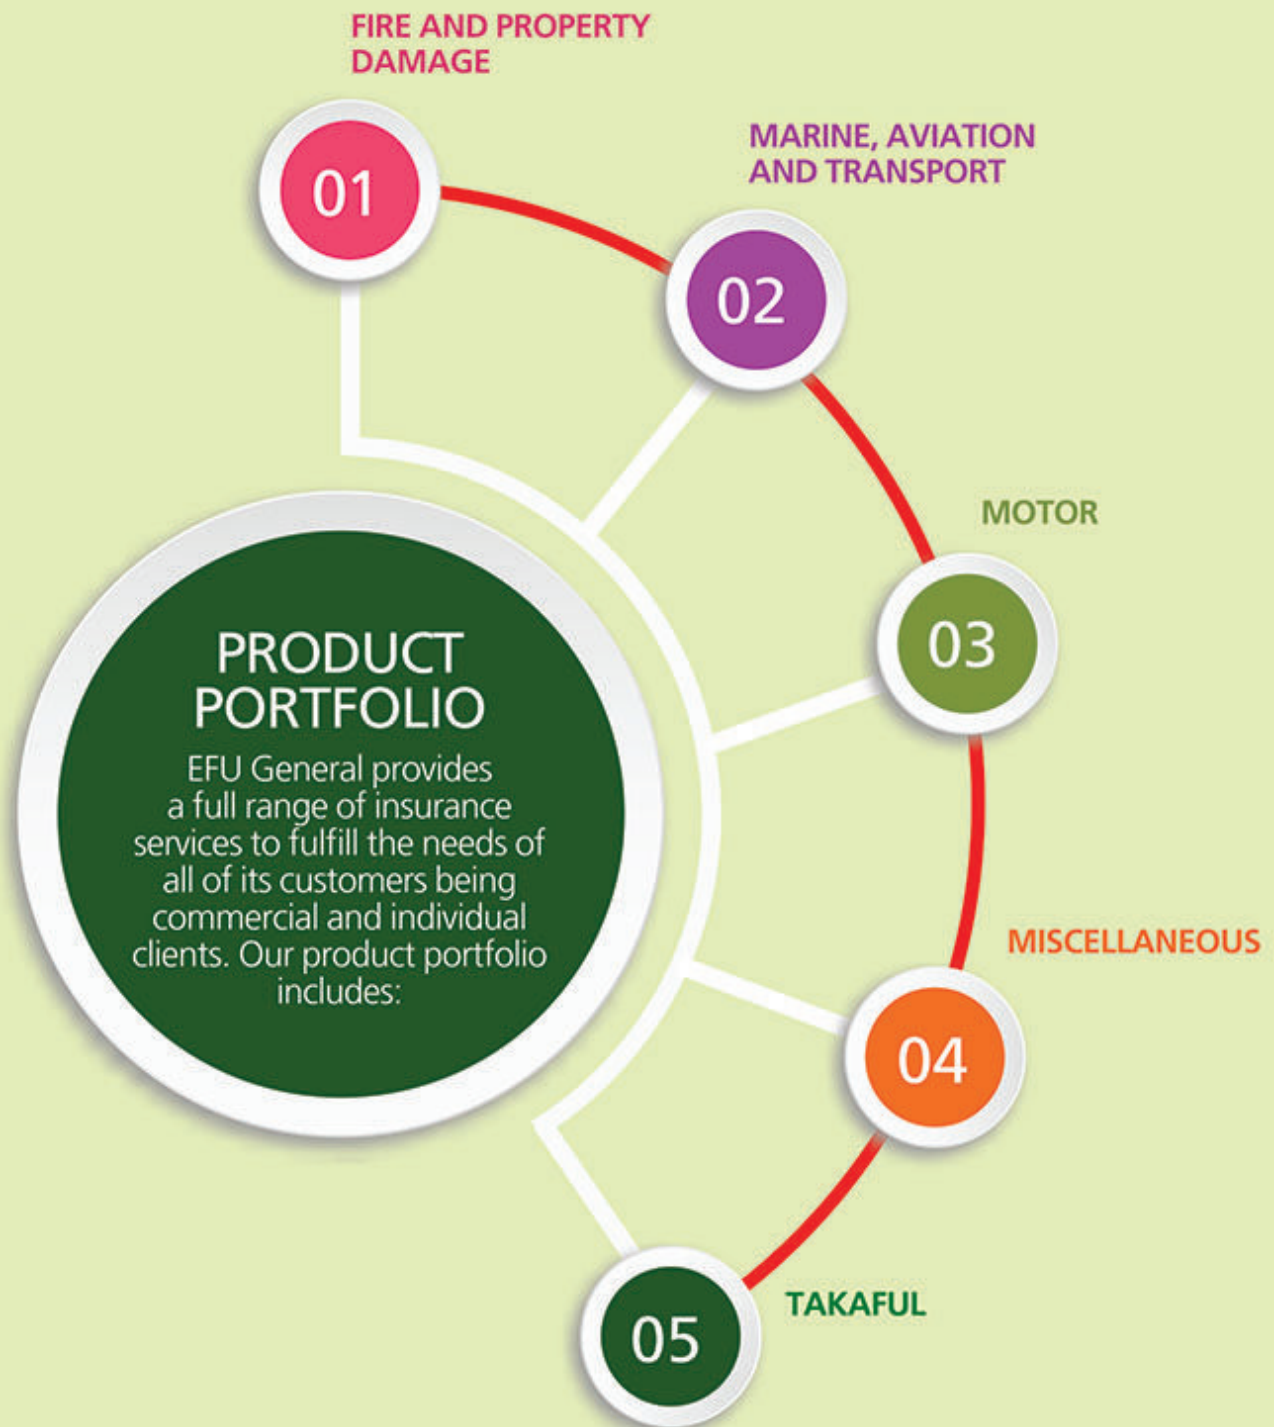 FIRE AND PROPERTY
DAMAGE
01
MARINE, AVIATION
AND TRANSPORT
02
MOTOR
03
PRODUCT
PORTFOLIO
EFU General provides
a full range of insurance
services to fulfill the needs of
all of its customers being
commercial and individual
clients. Our product portfolio
includes:
MISCELLANEOUS
04
TAKAFUL
05